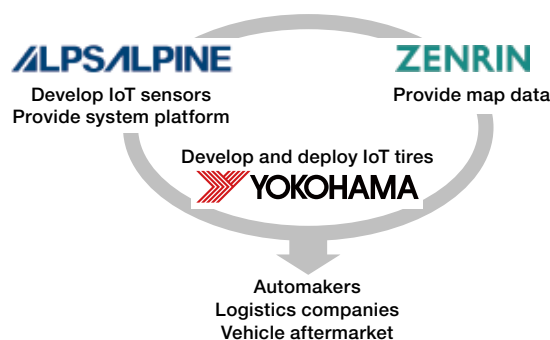 ALPSALPINE
Develop IoT sensors
Provide system platform
ZENRIN
Provide map data
Develop and deploy IoT tires
YOKOHAMA
Automakers
Logistics companies
Vehicle aftermarket